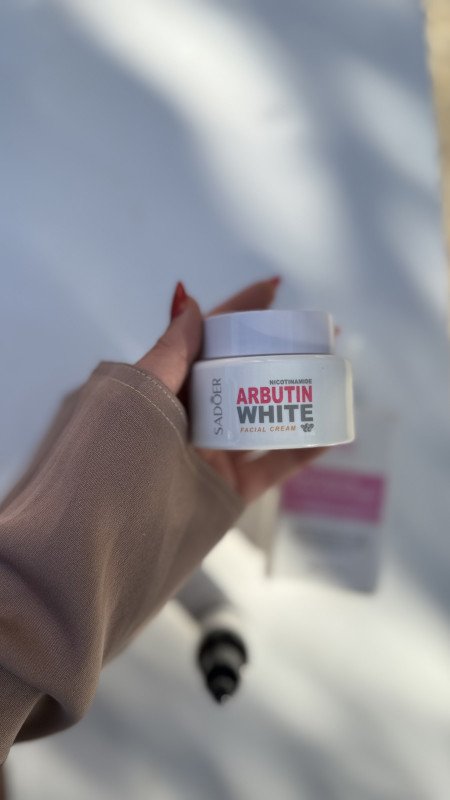 SADOER
NICOTINAMIDE
ARBUTIN
WHITE
FACIAL CREAM